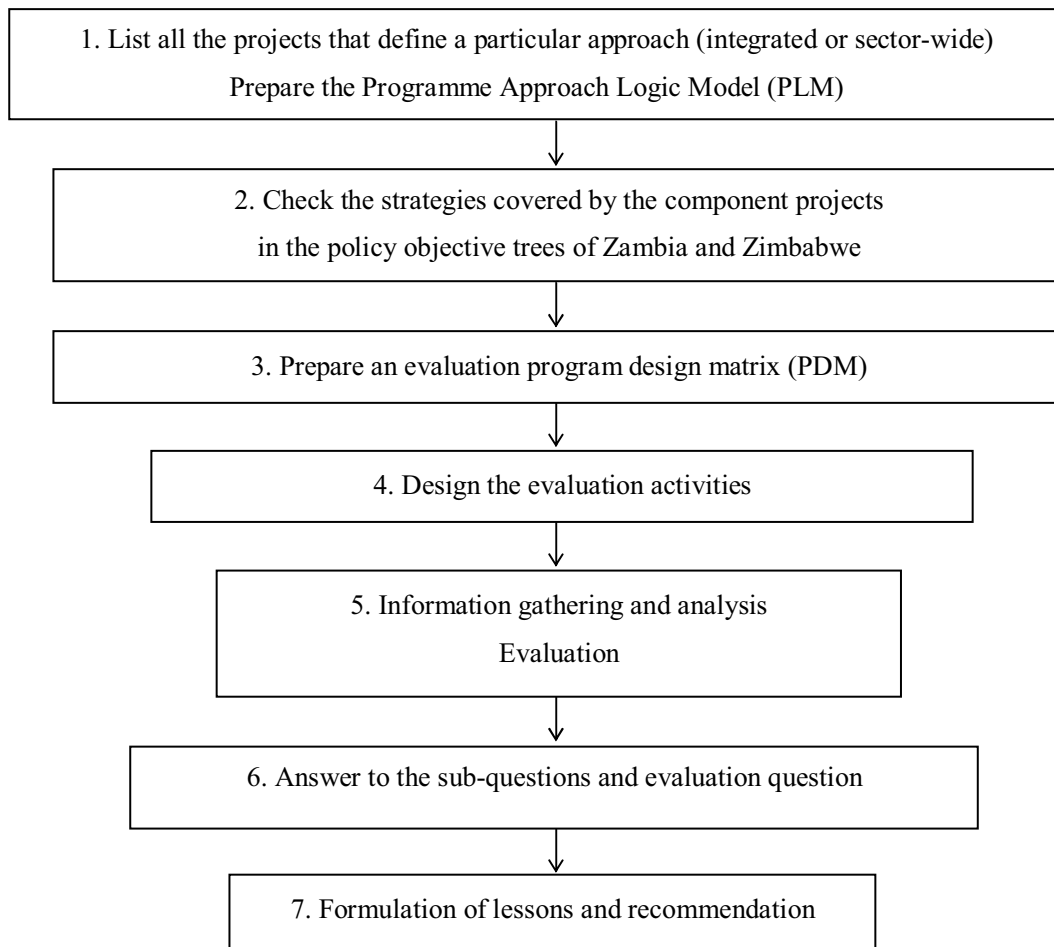 1. List all the projects that define a particular approach (integrated or sector-wide)
Prepare the Programme Approach Logic Model (PLM)
2. Check the strategies covered by the component projects
in the policy objective trees of Zambia and Zimbabwe
3. Prepare an evaluation program design matrix (PDM)
4. Design the evaluation activities
5. Information gathering and analysis
Evaluation
6. Answer to the sub-questions and evaluation question
7. Formulation of lessons and recommendation